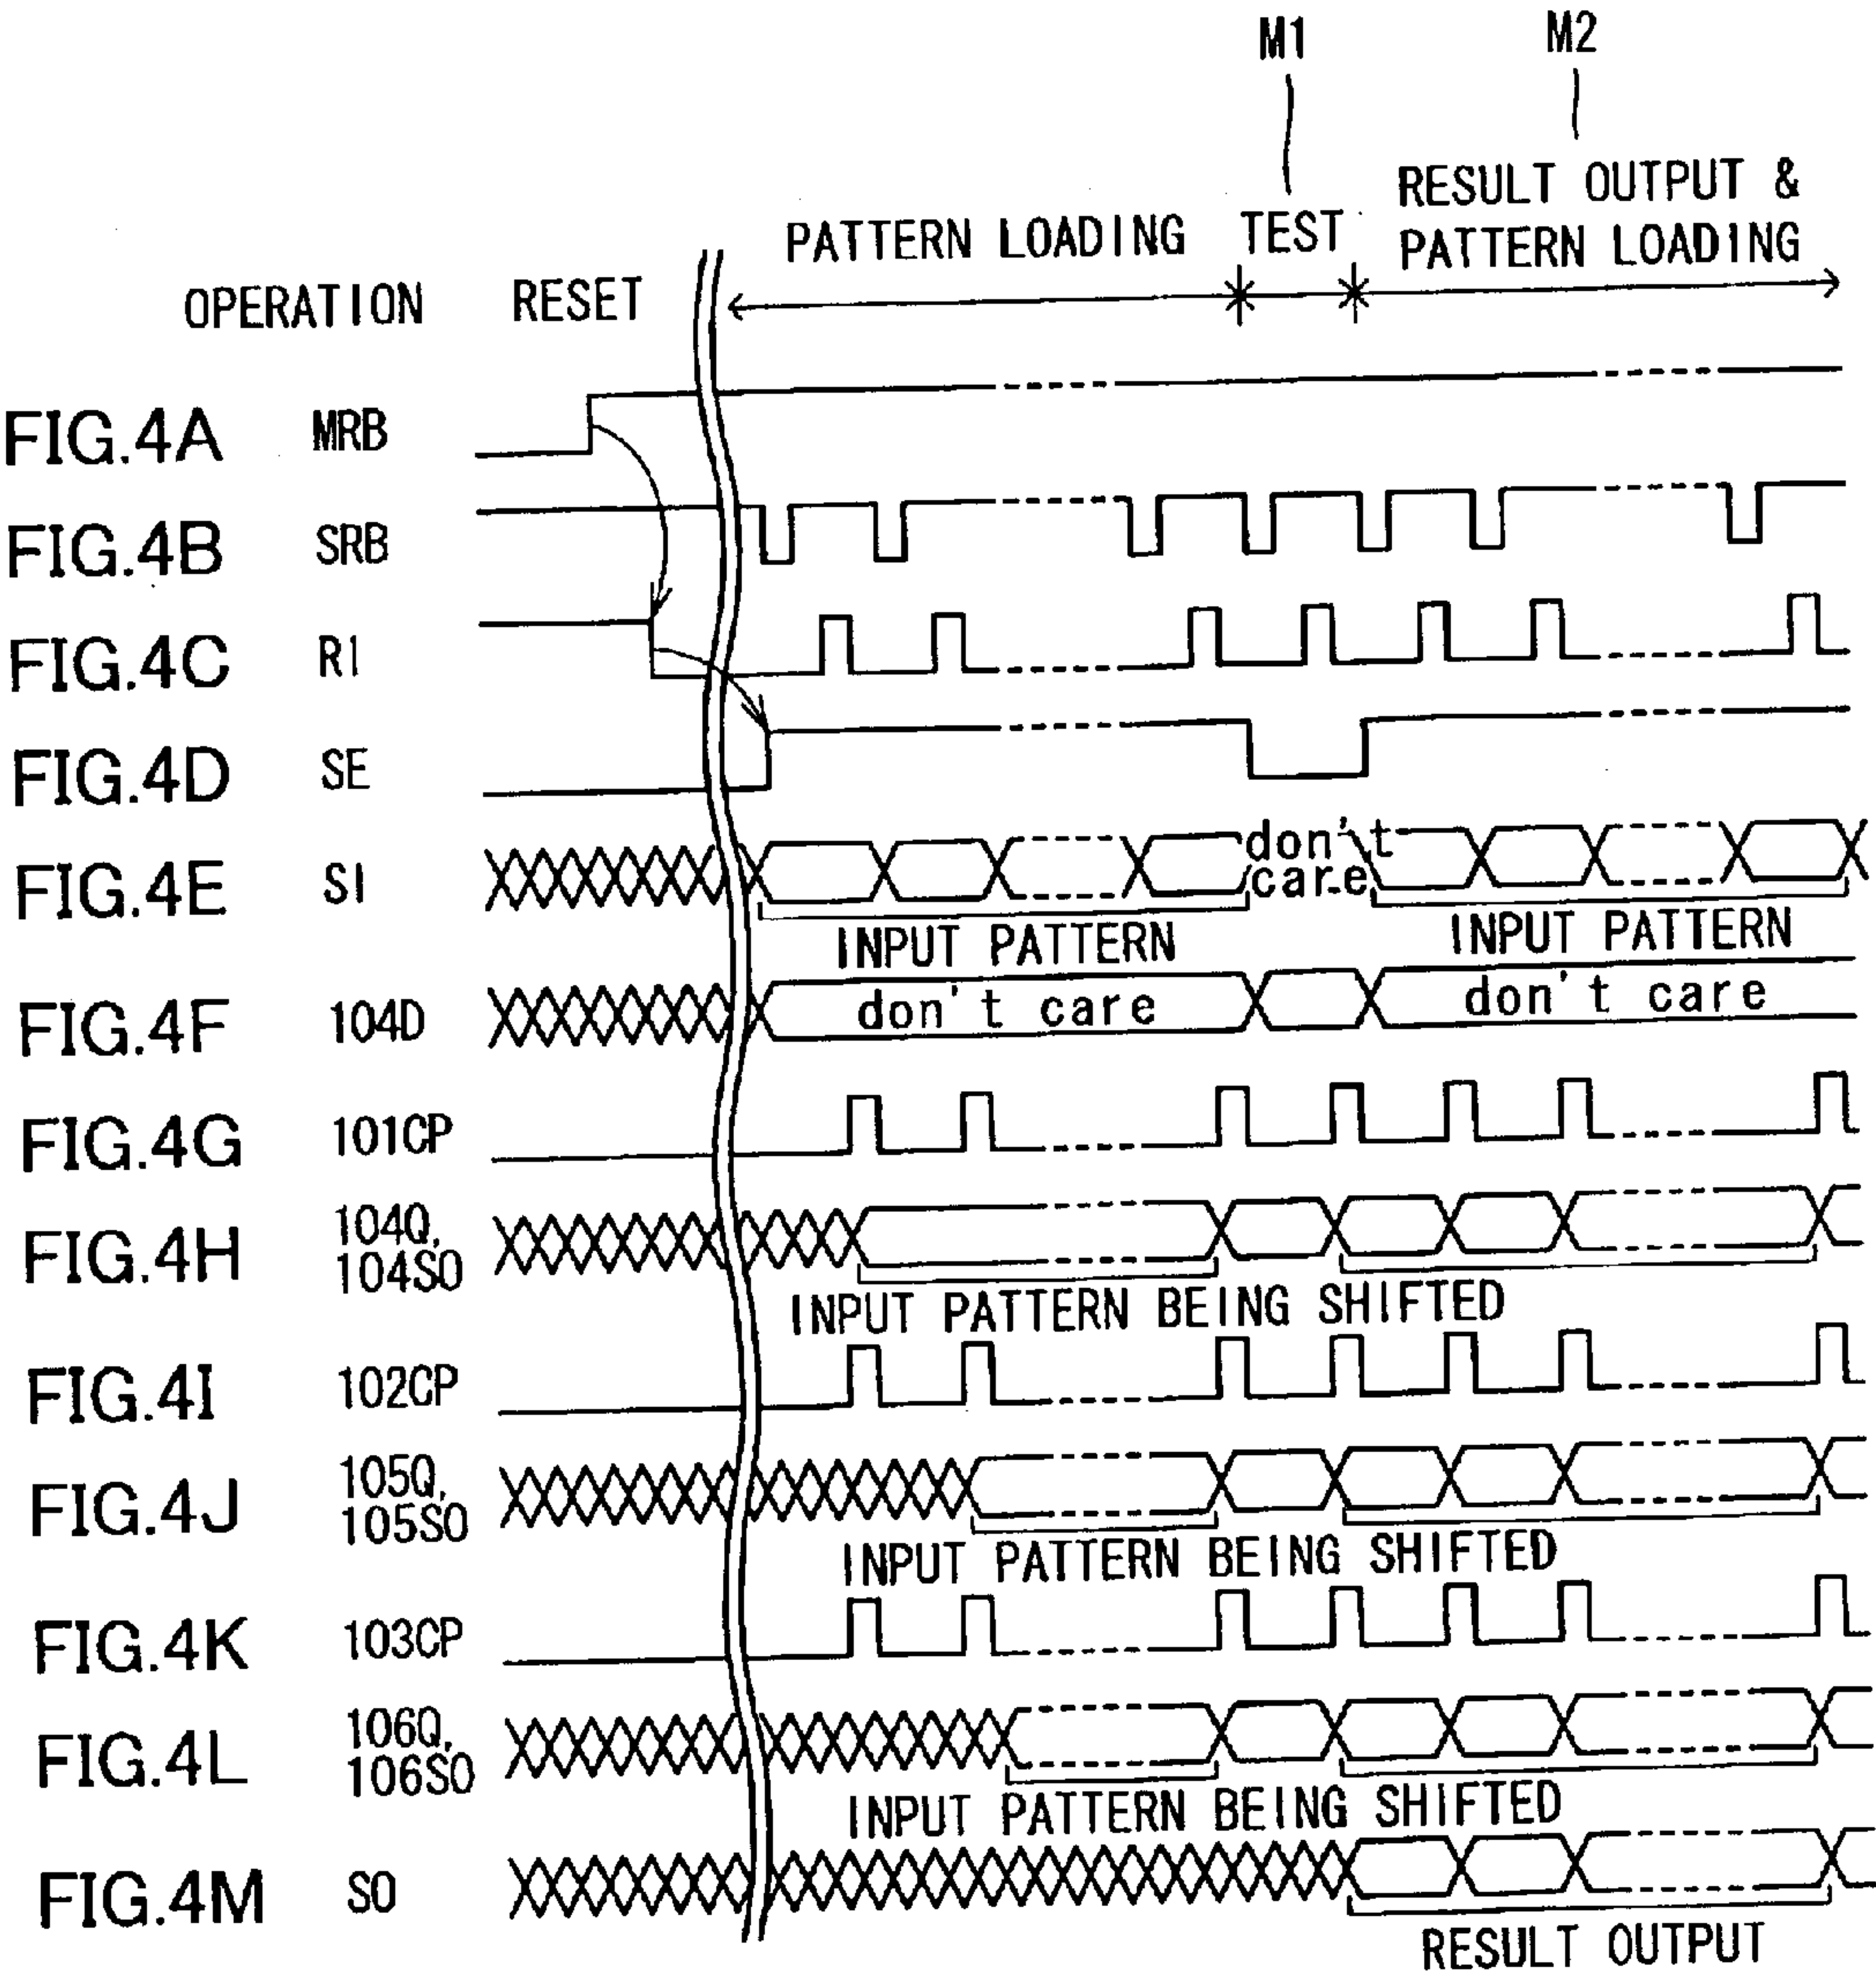 M1 M2
RESULT OUTPUT &
PATTERN LOADING TEST PATTERN LOADING
OPERATION RESET
FIG.4A MRB
FIG.4B SRB
FIG.4C RI
FIG.4D SE
FIG.4E SI don't care
INPUT PATTERN INPUT PATTERN
FIG.4F 104D don't care don't care
FIG.4G 101CP
FIG.4H 104Q, 104SO
INPUT PATTERN BEING SHIFTED
FIG.4I 102CP
FIG.4J 105Q, 105SO
INPUT PATTERN BEING SHIFTED
FIG.4K 103CP
FIG.4L 106Q, 106SO
INPUT PATTERN BEING SHIFTED
FIG.4M SO
RESULT OUTPUT